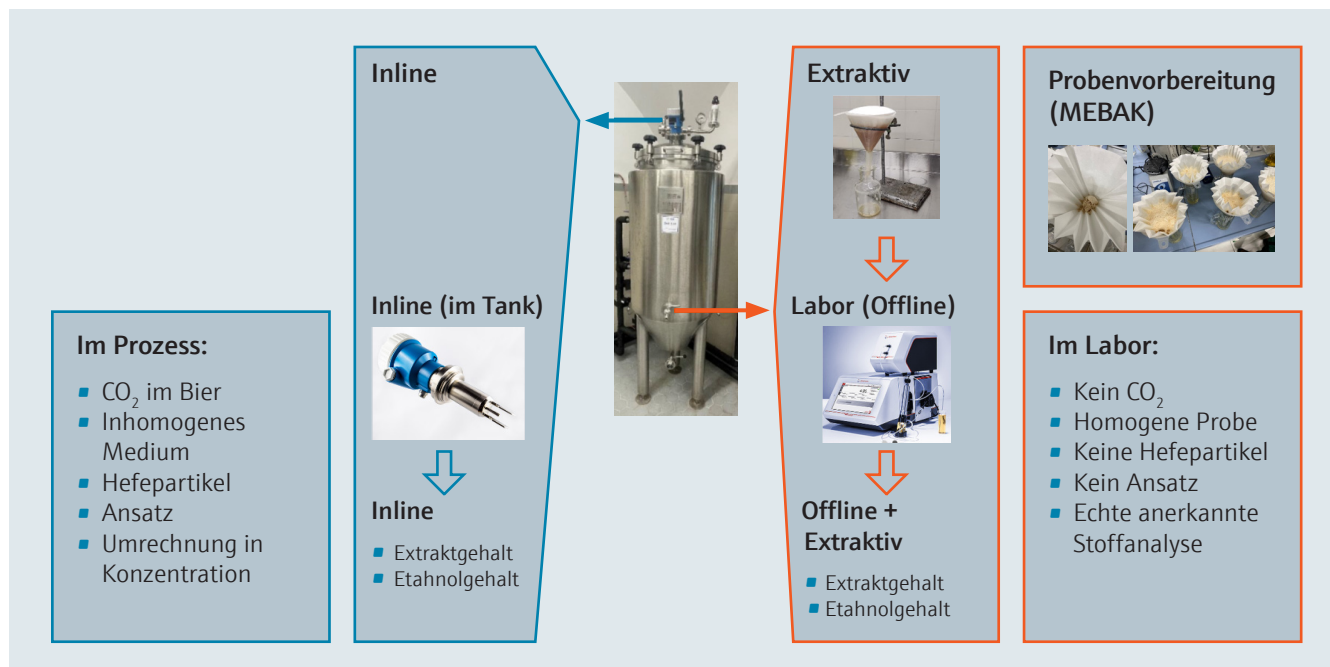 Im Prozess:
CO₂ im Bier
Inhomogenes
Medium
Hefepartikel
Ansatz
Umrechnung in
Konzentration
Inline
Inline (im Tank)
Inline
Extraktgehalt
Etahnolgehalt
Extraktiv
Labor (Offline)
Offline +
Extraktiv
Extraktgehalt
Etahnolgehalt
Probenvorbereitung
(MEBAK)
Im Labor:
Kein CO₂
Homogene Probe
Keine Hefepartikel
Kein Ansatz
Echte anerkannte
Stoffanalyse